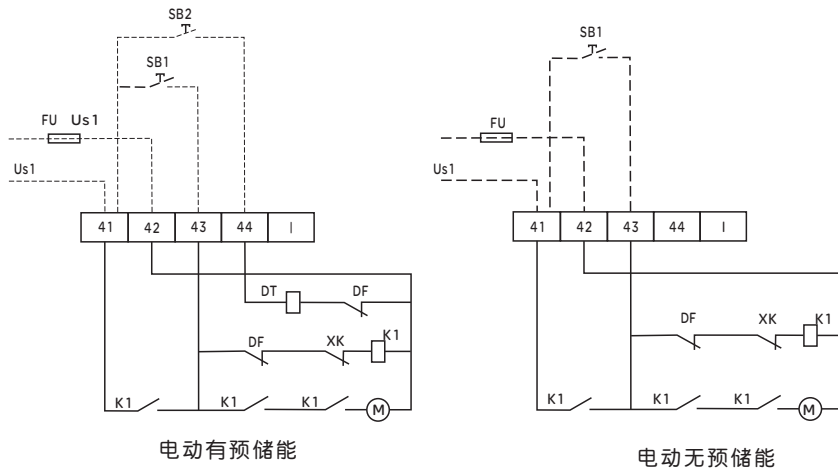 SB2
SB1
FU Us1
Us1
41 42 43 44 I
DT DF
DF XK K1
K1 K1 K1 M
电动有预储能
SB1
FU
Us1
41 42 43 44 I
DF XK K1
K1 K1 K1 M
电动无预储能